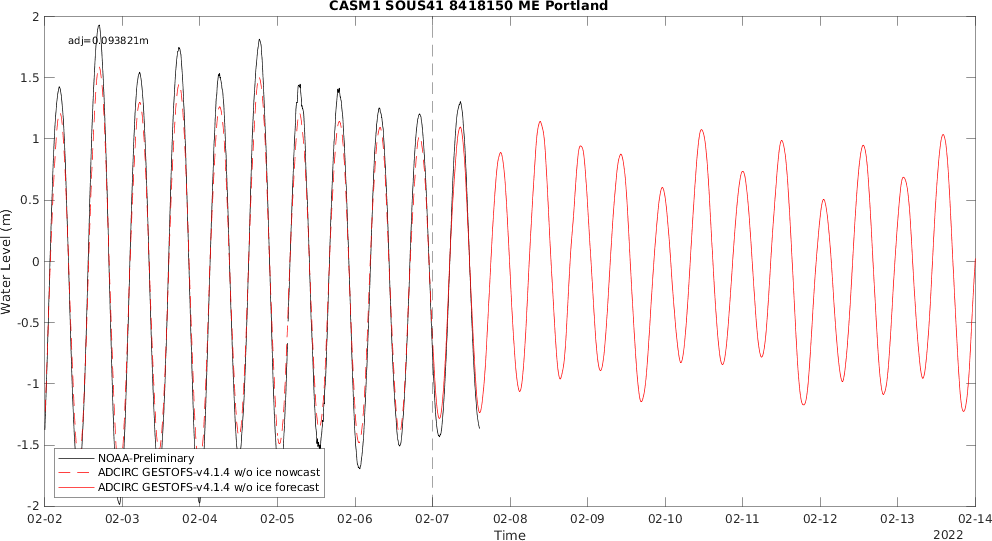 CASM1 SOUS41 8418150 ME Portland
adj=0.093821m
2
1.5
1
0.5
0
-0.5
-1
-1.5
-2
Water Level (m)
NOAA-Preliminary
ADCIRC GESTOFS-v4.1.4 w/o ice nowcast
ADCIRC GESTOFS-v4.1.4 w/o ice forecast
02-02 02-03 02-04 02-05 02-06 02-07 02-08 02-09 02-10 02-11 02-12 02-13 02-14
Time
2022